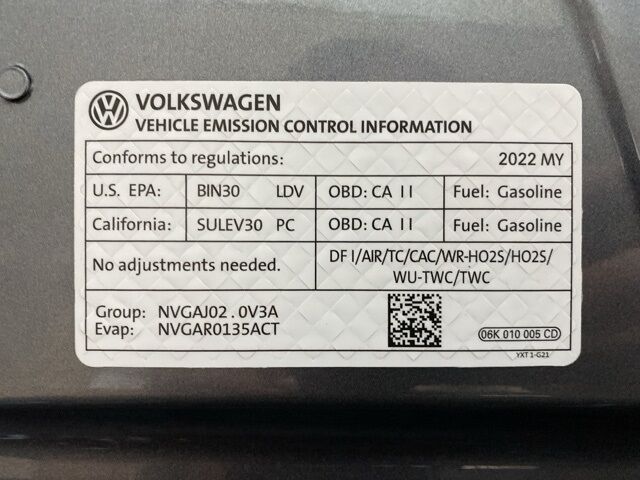 VOLKSWAGEN
VEHICLE EMISSION CONTROL INFORMATION
Conforms to regulations: 2022 MY
U.S. EPA: BIN30 LDV OBD: CA II Fuel: Gasoline
California: SULEV30 PC OBD: CA II Fuel: Gasoline
No adjustments needed. DFI/AIR/TC/CAC/WR-HO2S/HO2S/
WU-TWC/TWC
Group: NVGAJ02.0V3A
Evap: NVGAR0135ACT
06K 010 005 CD
YXT 1-G21